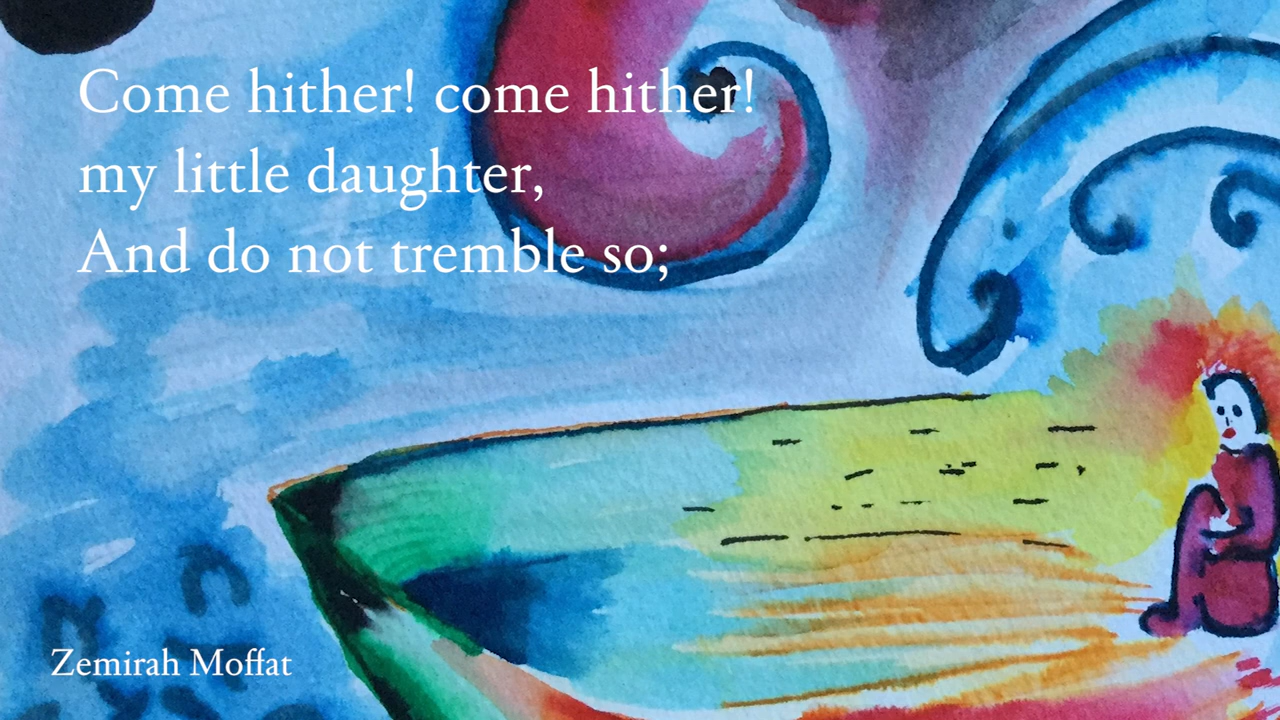 Come hither! come hither!
my little daughter,
And do not tremble so;
Zemirah Moffat